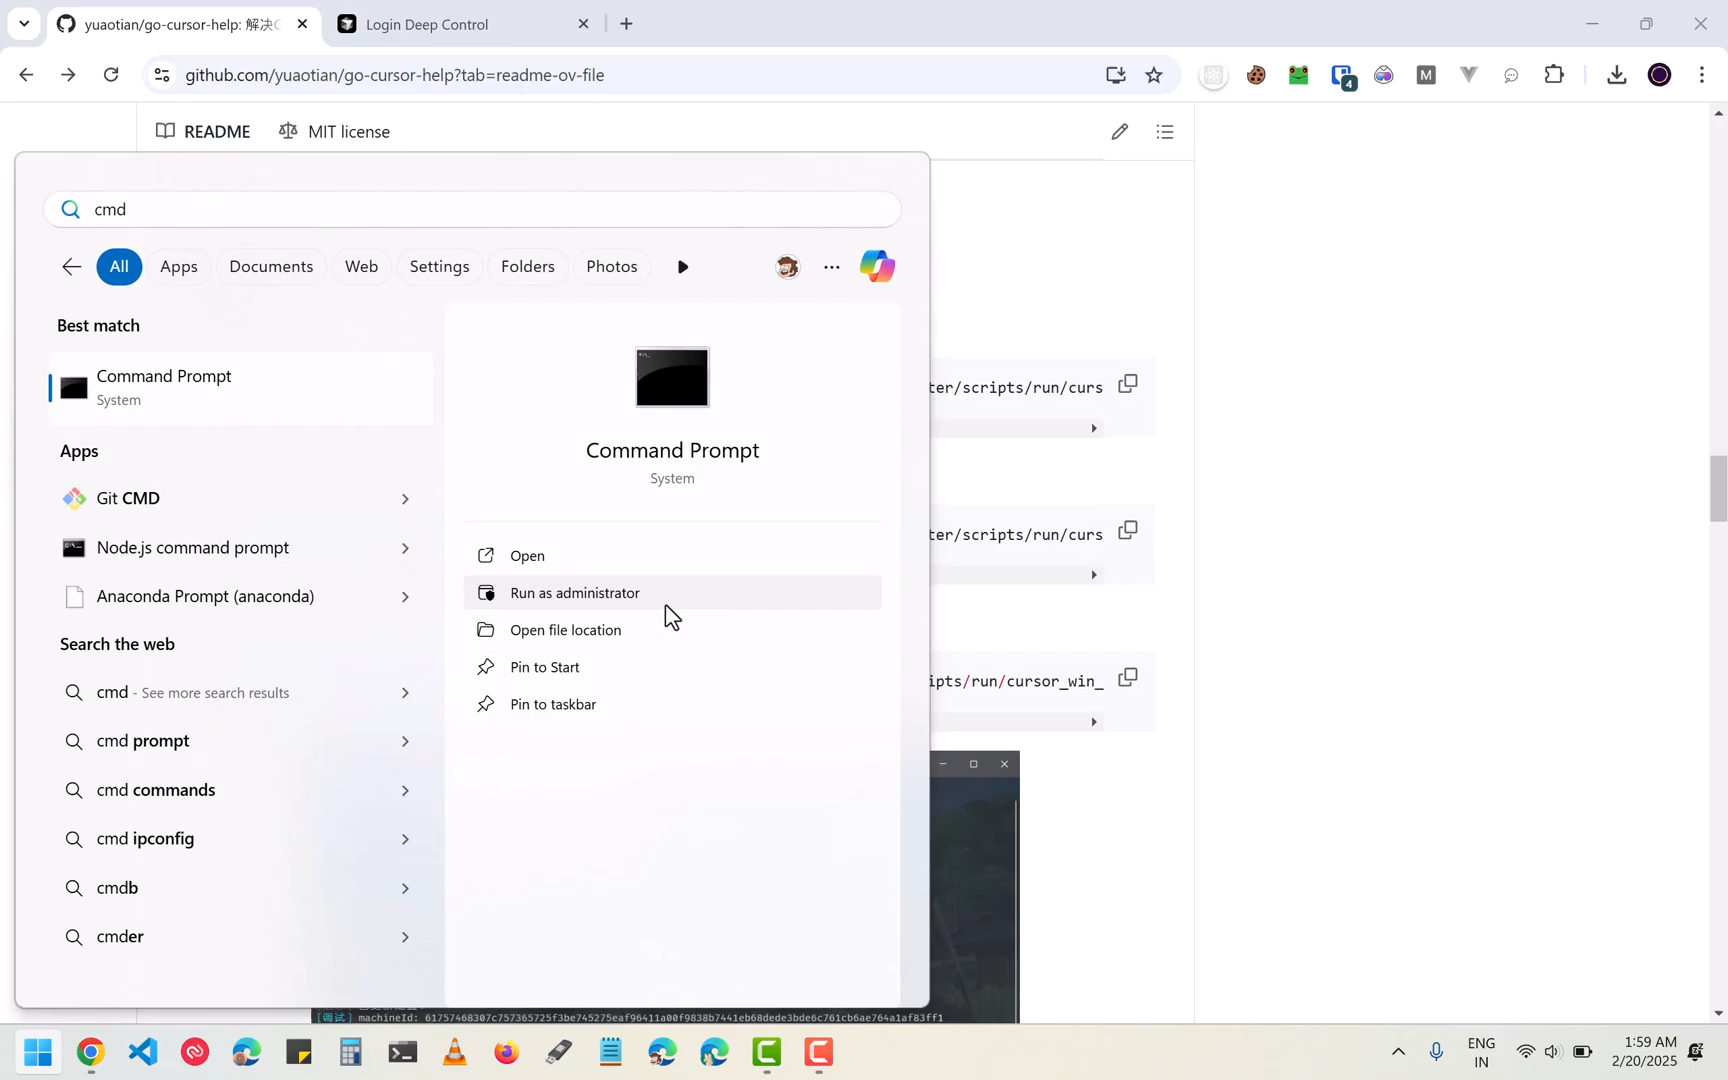 yuaotian/go-cursor-help: 解决C
Login Deep Control
github.com/yuaotian/go-cursor-help?tab=readme-ov-file
4
M
README
MIT license
cmd
All
Apps
Documents
Web
Settings
Folders
Photos
Best match
Command Prompt
System
Apps
Git CMD
Node.js command prompt
Anaconda Prompt (anaconda)
Search the web
cmd - See more search results
cmd prompt
cmd commands
cmd ipconfig
cmdb
cmder
Command Prompt
System
Open
Run as administrator
Open file location
Pin to Start
Pin to taskbar
ter/scripts/run/curs
ter/scripts/run/curs
ipts/run/cursor_win_
[调试] machineId: 61757468307c757365725f3be745275eaf96411a00f9838b7441eb68dede3bde6c761cb6ae764a1af83ff1
ENG
IN
1:59 AM
2/20/2025